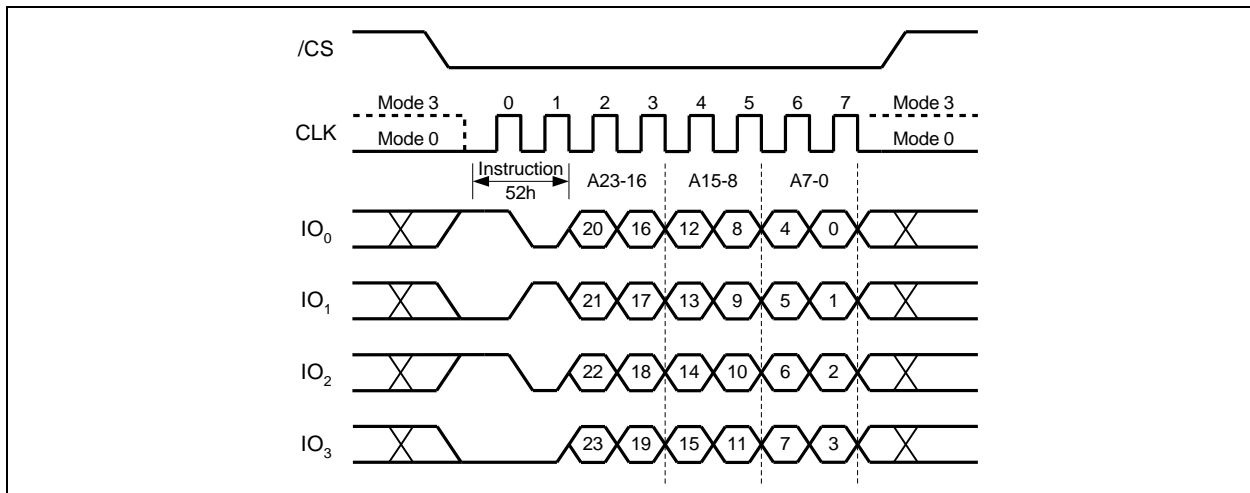 /CS
Mode 3 0 1 2 3 4 5 6 7 Mode 3
CLK
Mode 0 Mode 0
Instruction A23-16 A15-8 A7-0
52h
IO0 20 16 12 8 4 0
IO1 21 17 13 9 5 1
IO2 22 18 14 10 6 2
IO3 23 19 15 11 7 3